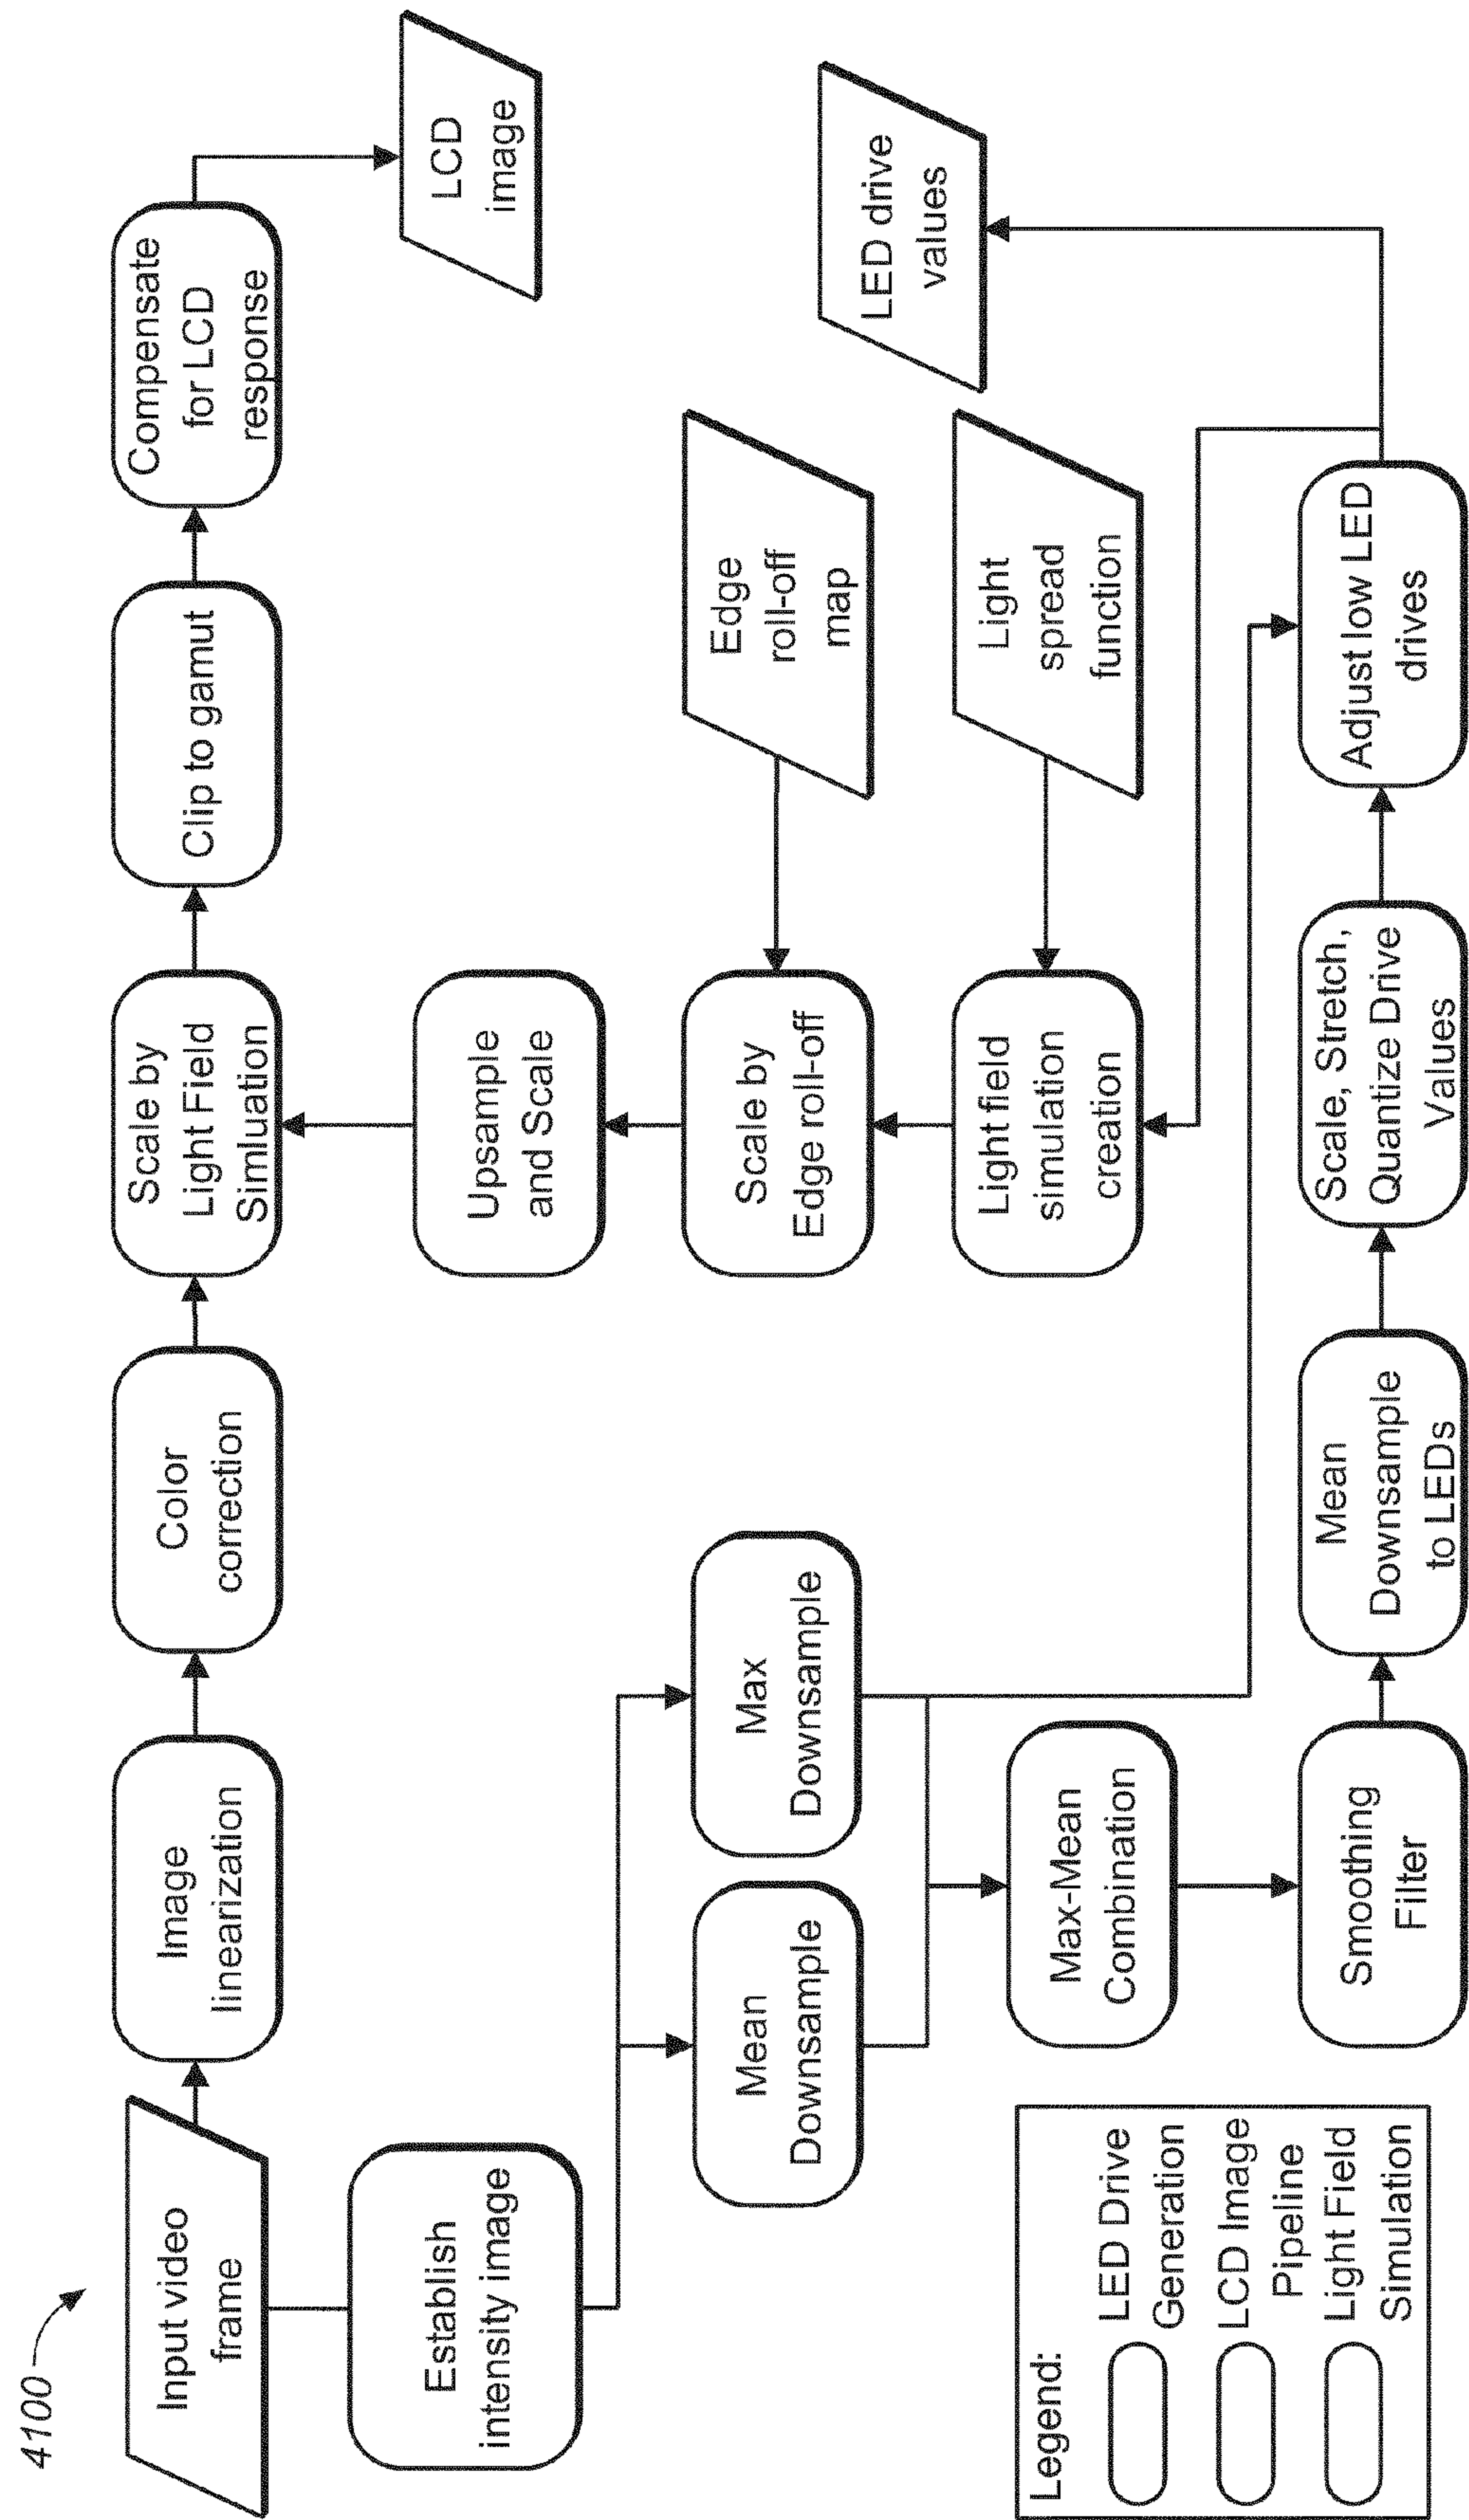 4100
Input video
frame
Image
linearization
Color
correction
Scale by
Light Field
Simluation
Clip to gamut
Compensate
for LCD
response
LCD
image
Establish
intensity image
Upsample
and Scale
Mean
Downsample
Max
Downsample
Scale by
Edge roll-off
Edge
roll-off
map
LED drive
values
Max-Mean
Combination
Light field
simulation
creation
Light
spread
function
Smoothing
Filter
Mean
Downsample
to LEDs
Scale, Stretch,
Quantize Drive
Values
Adjust low LED
drives
Legend:
LED Drive
Generation
LCD Image
Pipeline
Light Field
Simulation